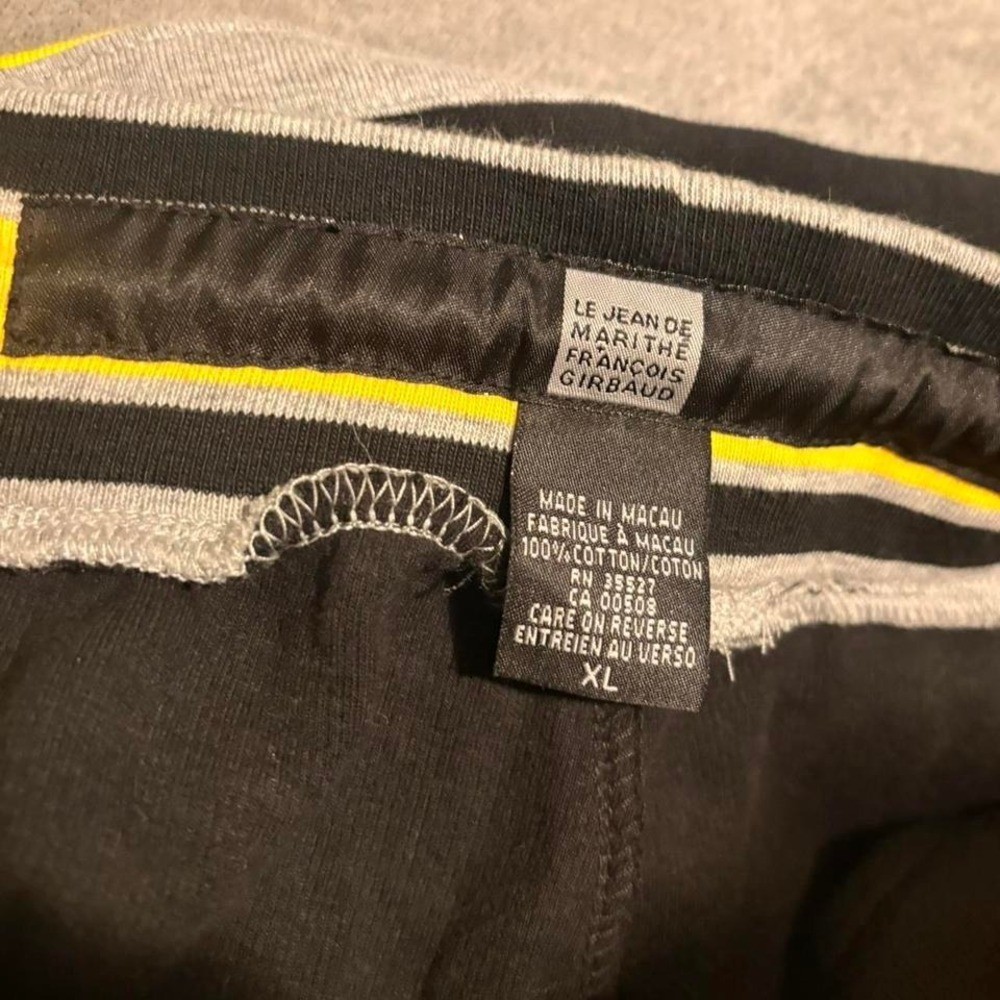 LE JEAN DE
MARITHÉ
+
FRANÇOIS
GIRBAUD
MADE IN MACAU
FABRIQUE À MACAU
100% COTTON/COTON
RN 35527
CA 00508
CARE ON REVERSE
ENTREIEN AU VERSO
XL